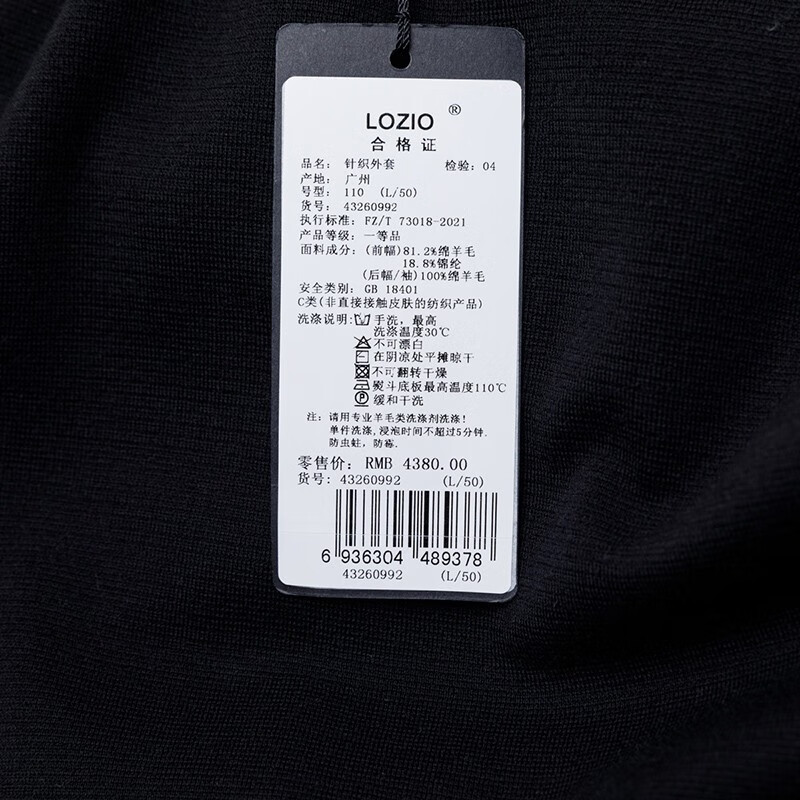 LOZIO ®
合格证
品名: 针织外套 检验: 04
产地: 广州
号型: 110 (L/50)
货号: 43260992
执行标准: FZ/T 73018-2021
产品等级: 一等品
面料成分: (前幅)81.2%绵羊毛
18.8%锦纶
(后幅/袖)100%绵羊毛
安全类别: GB 18401
C类(非直接接触皮肤的纺织产品)
洗涤说明: 手洗, 最高
洗涤温度30℃
不可漂白
在阴凉处平摊晾干
不可翻转干燥
熨斗底板最高温度110℃
P 缓和干洗
注: 请用专业羊毛类洗涤剂洗涤!
单件洗涤, 浸泡时间不超过5分钟.
防虫蛀, 防霉.
零售价: RMB 4380.00
货号: 43260992 (L/50)
6 936304 489378
43260992 (L/50)